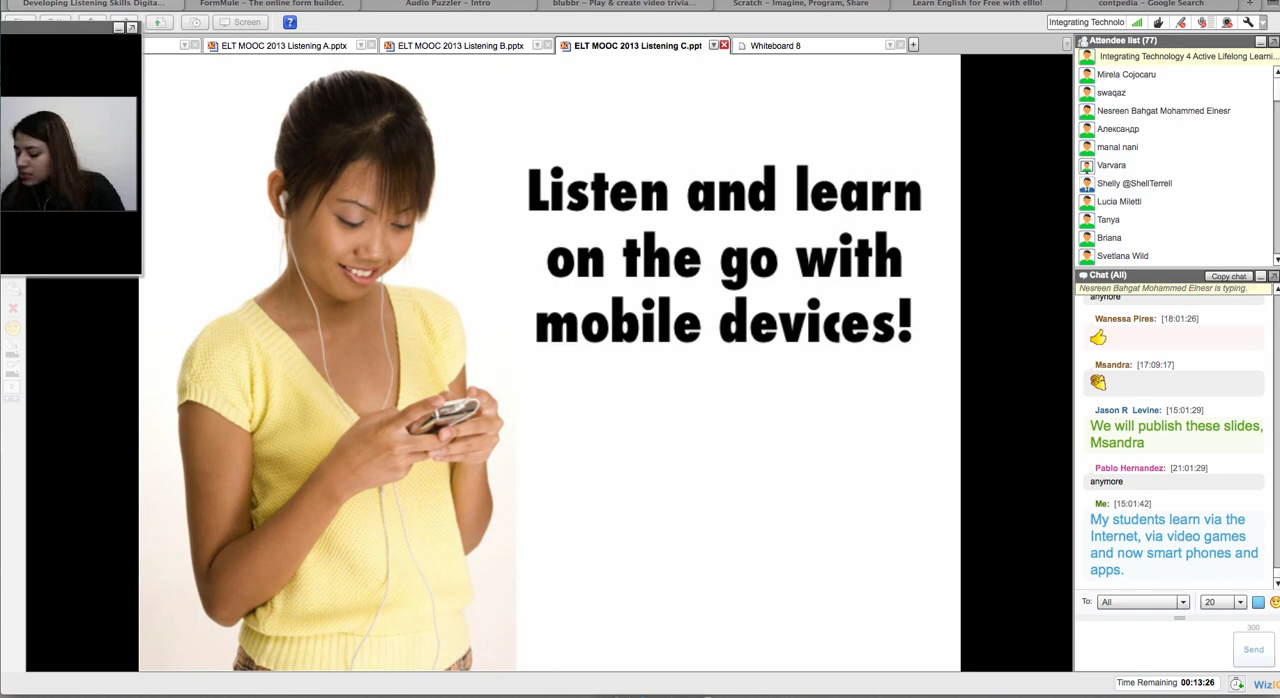 Developing Listening Skills Digita...
FormMule - The online form builder.
Audio Puzzler - Intro
blubbr - Play & create video trivia...
Scratch - Imagine, Program, Share
Learn English for Free with elllo!
contpedia - Google Search
Screen
Integrating Technolo
ELT MOOC 2013 Listening A.pptx
ELT MOOC 2013 Listening B.pptx
ELT MOOC 2013 Listening C.ppt
Whiteboard 8
Listen and learn
on the go with
mobile devices!
Attendee list (77)
Integrating Technology 4 Active Lifelong Learni...
Mirela Cojocaru
swaqaz
Nesreen Bahgat Mohammed Elnesr
Александр
manal nani
Varvara
Shelly @ShellTerrell
Lucia Miletti
Tanya
Briana
Svetlana Wild
Chat (All)
Copy chat
Nesreen Bahgat Mohammed Elnesr is typing.
anymore
Wanessa Pires: [18:01:26]
Msandra: [17:09:17]
Jason R Levine: [15:01:29]
We will publish these slides,
Msandra
Pablo Hernandez: [21:01:29]
anymore
Me: [15:01:42]
My students learn via the
Internet, via video games
and now smart phones and
apps.
To: All 20
300
Send
Time Remaining 00:13:26